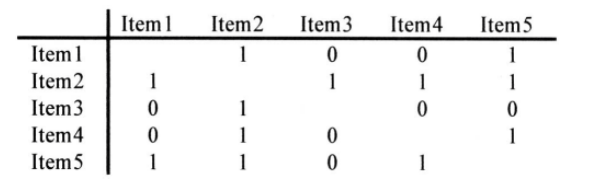 Item1 Item2 Item3 Item4 Item5
Item1 1 0 0 1
Item2 1 1 1 1
Item3 0 1 0 0
Item4 0 1 0 1
Item5 1 1 0 1